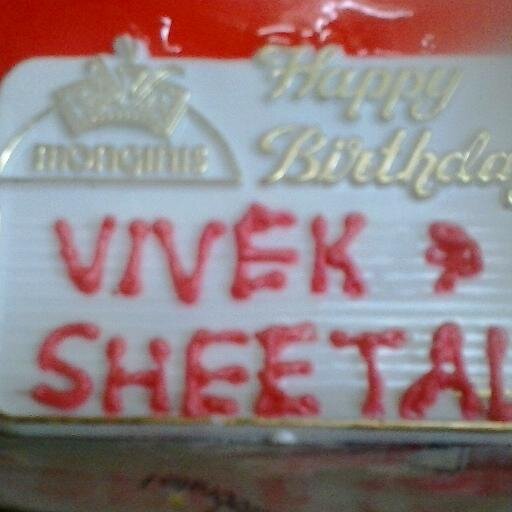 Happy
Birthday
monginis
VIVEK &
SHEETAL